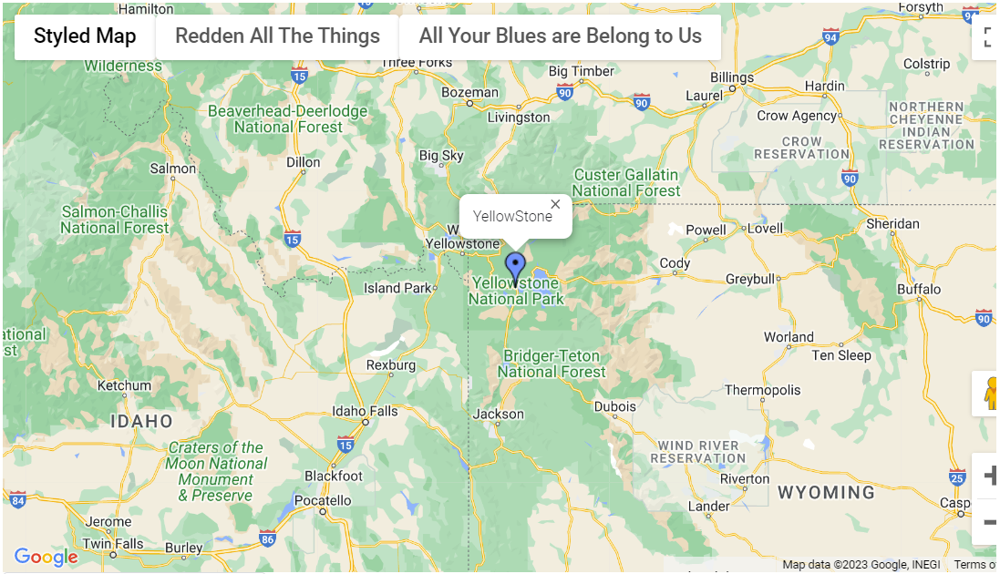 Hamilton
Forsyth
94
Styled Map
Redden All The Things
All Your Blues are Belong to Us
Wilderness
15
Three Forks
94
Big Timber
Colstrip
Billings
90
Bozeman
Laurel
90
Hardin
Livingston
Beaverhead-Deerlodge
National Forest
Crow Agency
NORTHERN
CHEYENNE
INDIAN
RESERVATION
CROW
RESERVATION
Salmon
Dillon
Big Sky
Custer Gallatin
National Forest
90
YellowStone
Salmon-Challis
National Forest
15
W
Yellowstone
Powell
Lovell
Sheridan
Cody
Greybull
Island Park
Yellowstone
National Park
Buffalo
90
ational
st
Worland
Ten Sleep
Bridger-Teton
National Forest
Rexburg
Ketchum
Thermopolis
IDAHO
Idaho Falls
Jackson
Dubois
15
Craters of the
Moon National
Monument
& Preserve
WIND RIVER
RESERVATION
Blackfoot
Riverton
25
WYOMING
84
Pocatello
Lander
Casp
Jerome
86
Twin Falls
Burley
Google
Map data ©2023 Google, INEGI
Terms o